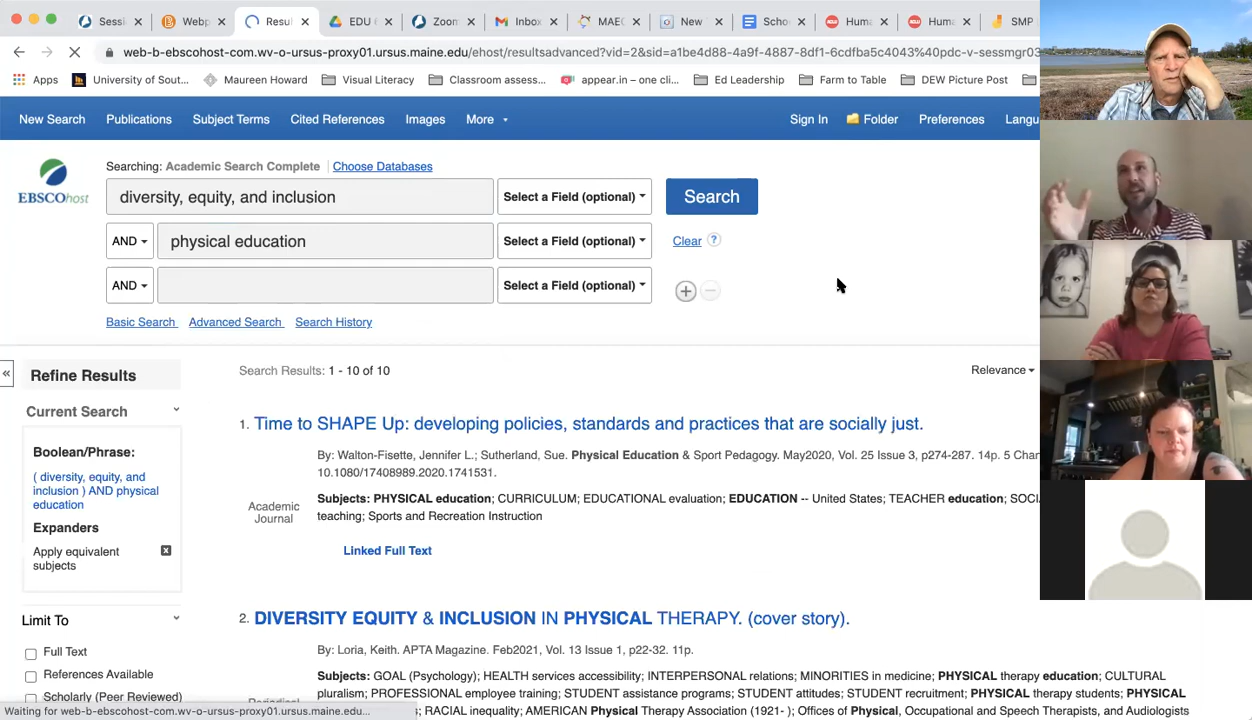 Sessi
Webp
Resul
EDU 6
Zoom
Inbox
MAEC
New T
Scho
Huma
Huma
SMP I
web-b-ebscohost-com.wv-o-ursus-proxy01.ursus.maine.edu/ehost/resultsadvanced?vid=2&sid=a1be4d88-4a9f-4887-8df1-6cdfba5c4043%40pdc-v-sessmgr03
Apps
University of Sout...
Maureen Howard
Visual Literacy
Classroom assess...
appear.in – one cli...
Ed Leadership
Farm to Table
DEW Picture Post
New Search
Publications
Subject Terms
Cited References
Images
More
Sign In
Folder
Preferences
Langu
Searching: Academic Search Complete
Choose Databases
EBSCOhost
diversity, equity, and inclusion
Select a Field (optional)
Search
AND
physical education
Select a Field (optional)
Clear
?
AND
Select a Field (optional)
Basic Search
Advanced Search
Search History
«
Refine Results
Search Results: 1 - 10 of 10
Relevance
Current Search
Boolean/Phrase:
( diversity, equity, and
inclusion ) AND physical
education
Expanders
Apply equivalent
subjects
Limit To
Full Text
References Available
Scholarly (Peer Reviewed)
1. Time to SHAPE Up: developing policies, standards and practices that are socially just.
By: Walton-Fisette, Jennifer L.; Sutherland, Sue. Physical Education & Sport Pedagogy. May2020, Vol. 25 Issue 3, p274-287. 14p. 5 Char
10.1080/17408989.2020.1741531.
Academic
Journal
Subjects: PHYSICAL education; CURRICULUM; EDUCATIONAL evaluation; EDUCATION -- United States; TEACHER education; SOCI
teaching; Sports and Recreation Instruction
Linked Full Text
2. DIVERSITY EQUITY & INCLUSION IN PHYSICAL THERAPY. (cover story).
By: Loria, Keith. APTA Magazine. Feb2021, Vol. 13 Issue 1, p22-32. 11p.
Subjects: GOAL (Psychology); HEALTH services accessibility; INTERPERSONAL relations; MINORITIES in medicine; PHYSICAL therapy education; CULTURAL
pluralism; PROFESSIONAL employee training; STUDENT assistance programs; STUDENT attitudes; STUDENT recruitment; PHYSICAL therapy students; PHYSICAL
; RACIAL inequality; AMERICAN Physical Therapy Association (1921- ); Offices of Physical, Occupational and Speech Therapists, and Audiologists
Waiting for web-b-ebscohost-com.wv-o-ursus-proxy01.ursus.maine.edu...